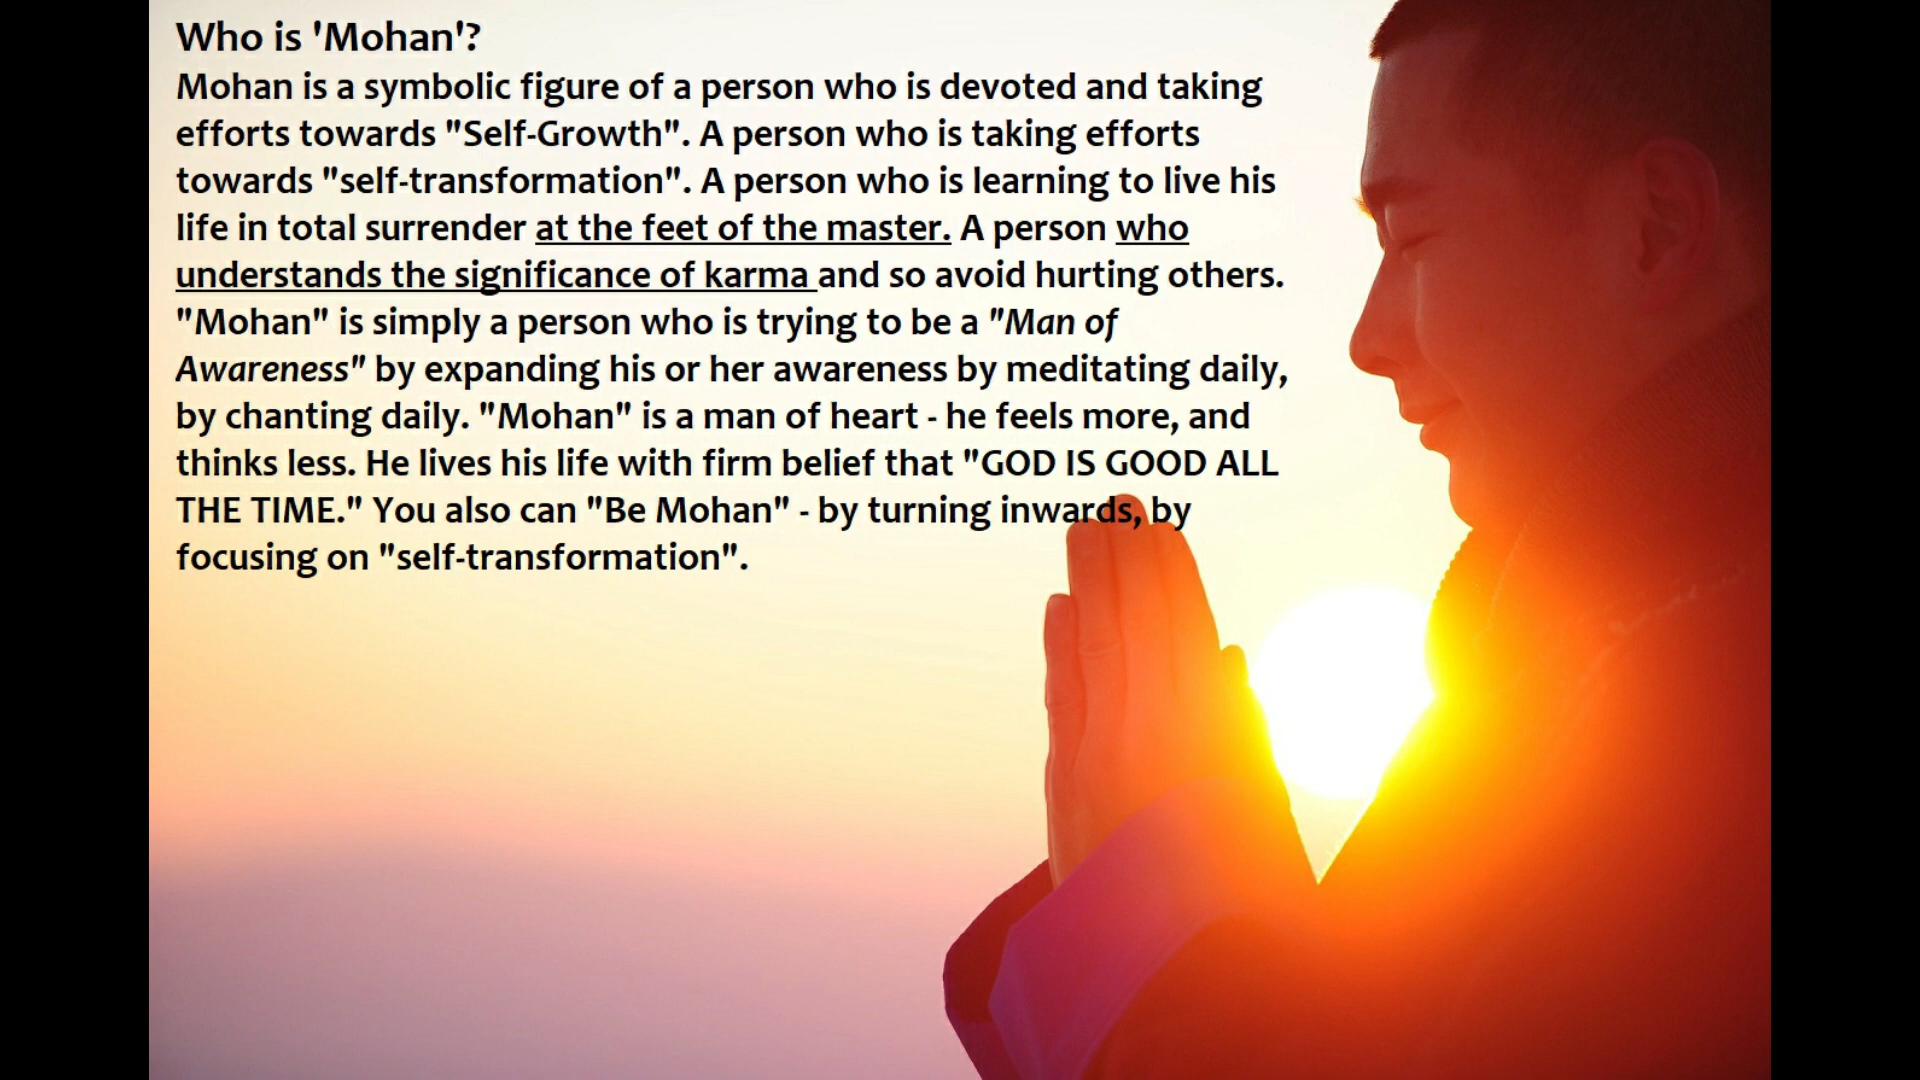 Who is 'Mohan'?
Mohan is a symbolic figure of a person who is devoted and taking
efforts towards "Self-Growth". A person who is taking efforts
towards "self-transformation". A person who is learning to live his
life in total surrender at the feet of the master. A person who
understands the significance of karma and so avoid hurting others.
"Mohan" is simply a person who is trying to be a "Man of
Awareness" by expanding his or her awareness by meditating daily,
by chanting daily. "Mohan" is a man of heart - he feels more, and
thinks less. He lives his life with firm belief that "GOD IS GOOD ALL
THE TIME." You also can "Be Mohan" - by turning inwards, by
focusing on "self-transformation".